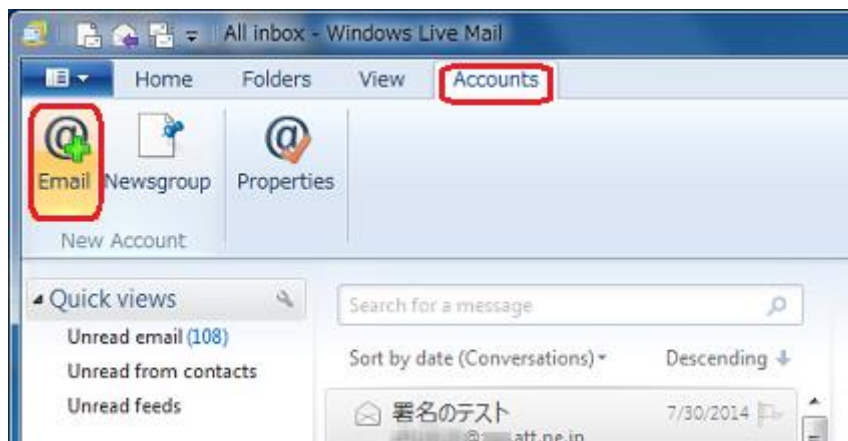 All inbox - Windows Live Mail
Home Folders View Accounts
Email Newsgroup Properties
New Account
Quick views
Search for a message
Unread email (108)
Sort by date (Conversations) Descending
Unread from contacts
Unread feeds
署名のテスト 7/30/2014
att.ne.jp